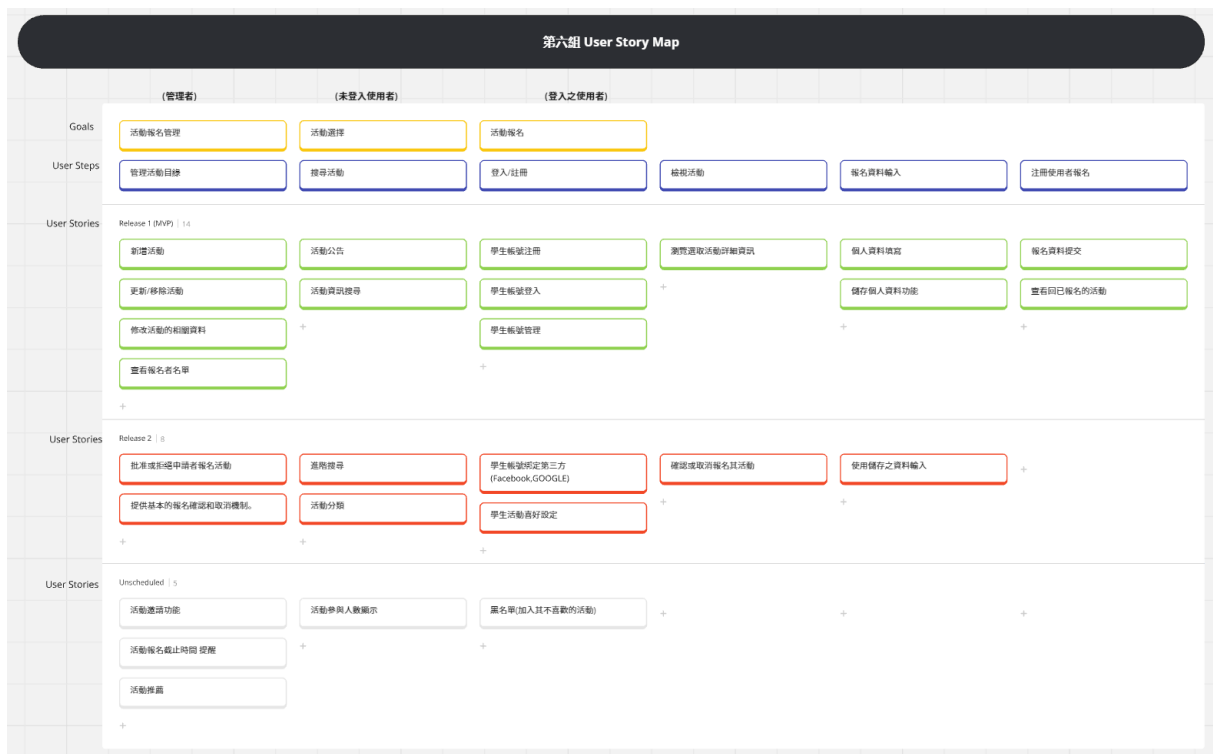 第六組 User Story Map
(管理者)
(未登入使用者)
(登入之使用者)
Goals
活動報名管理
活動選擇
活動報名
User Steps
管理活動目錄
搜尋活動
登入/註冊
檢視活動
報名資料輸入
注冊使用者報名
User Stories
Release 1 (MVP) | 14
新增活動
活動公告
學生帳號注冊
瀏覽選取活動詳細資訊
個人資料填寫
報名資料提交
更新/移除活動
活動資訊搜尋
學生帳號登入
儲存個人資料功能
查看回已報名的活動
修改活動的相關資料
學生帳號管理
查看報名者名單
User Stories
Release 2 | 8
批准或拒絕申請者報名活動
進階搜尋
學生帳號綁定第三方
(Facebook,GOOGLE)
確認或取消報名其活動
使用儲存之資料輸入
提供基本的報名確認和取消機制。
活動分類
學生活動喜好設定
User Stories
Unscheduled | 5
活動邀請功能
活動參與人數顯示
黑名單(加入其不喜歡的活動)
活動報名截止時間 提醒
活動推薦